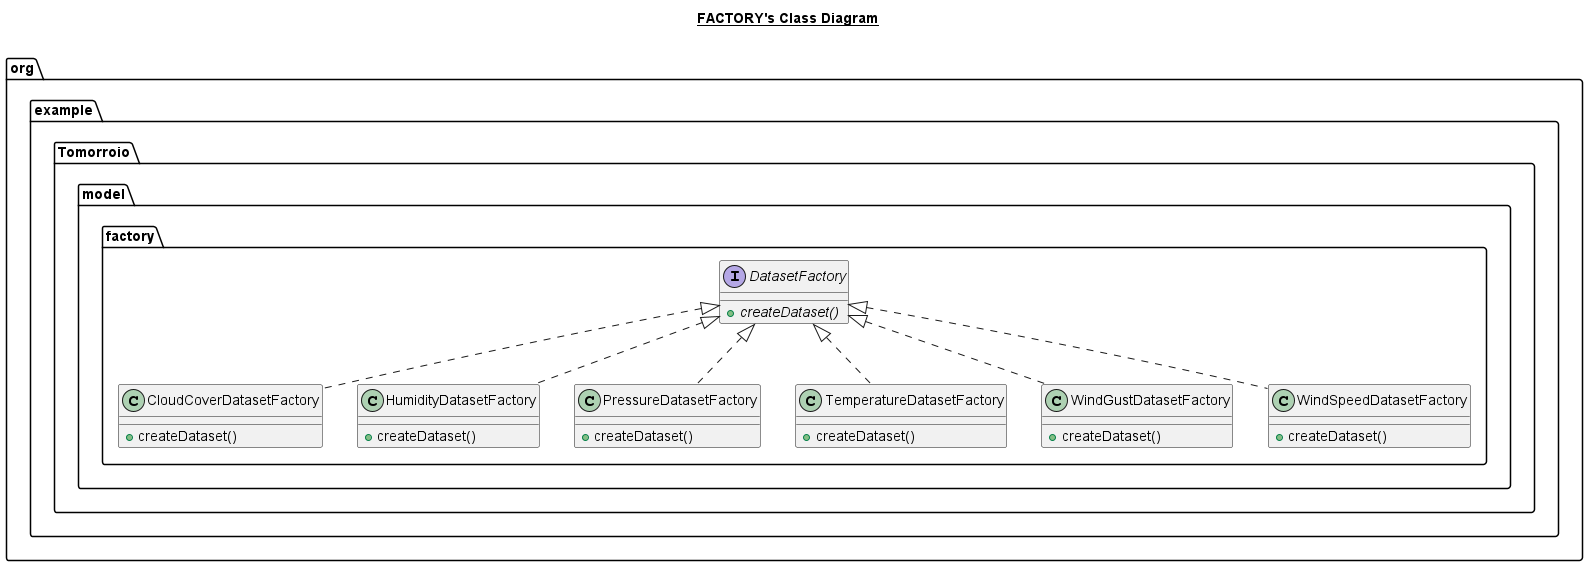 FACTORY's Class Diagram
org
example
Tomorroio
model
factory
I DatasetFactory
createDataset()
C CloudCoverDatasetFactory
createDataset()
C HumidityDatasetFactory
createDataset()
C PressureDatasetFactory
createDataset()
C TemperatureDatasetFactory
createDataset()
C WindGustDatasetFactory
createDataset()
C WindSpeedDatasetFactory
createDataset()